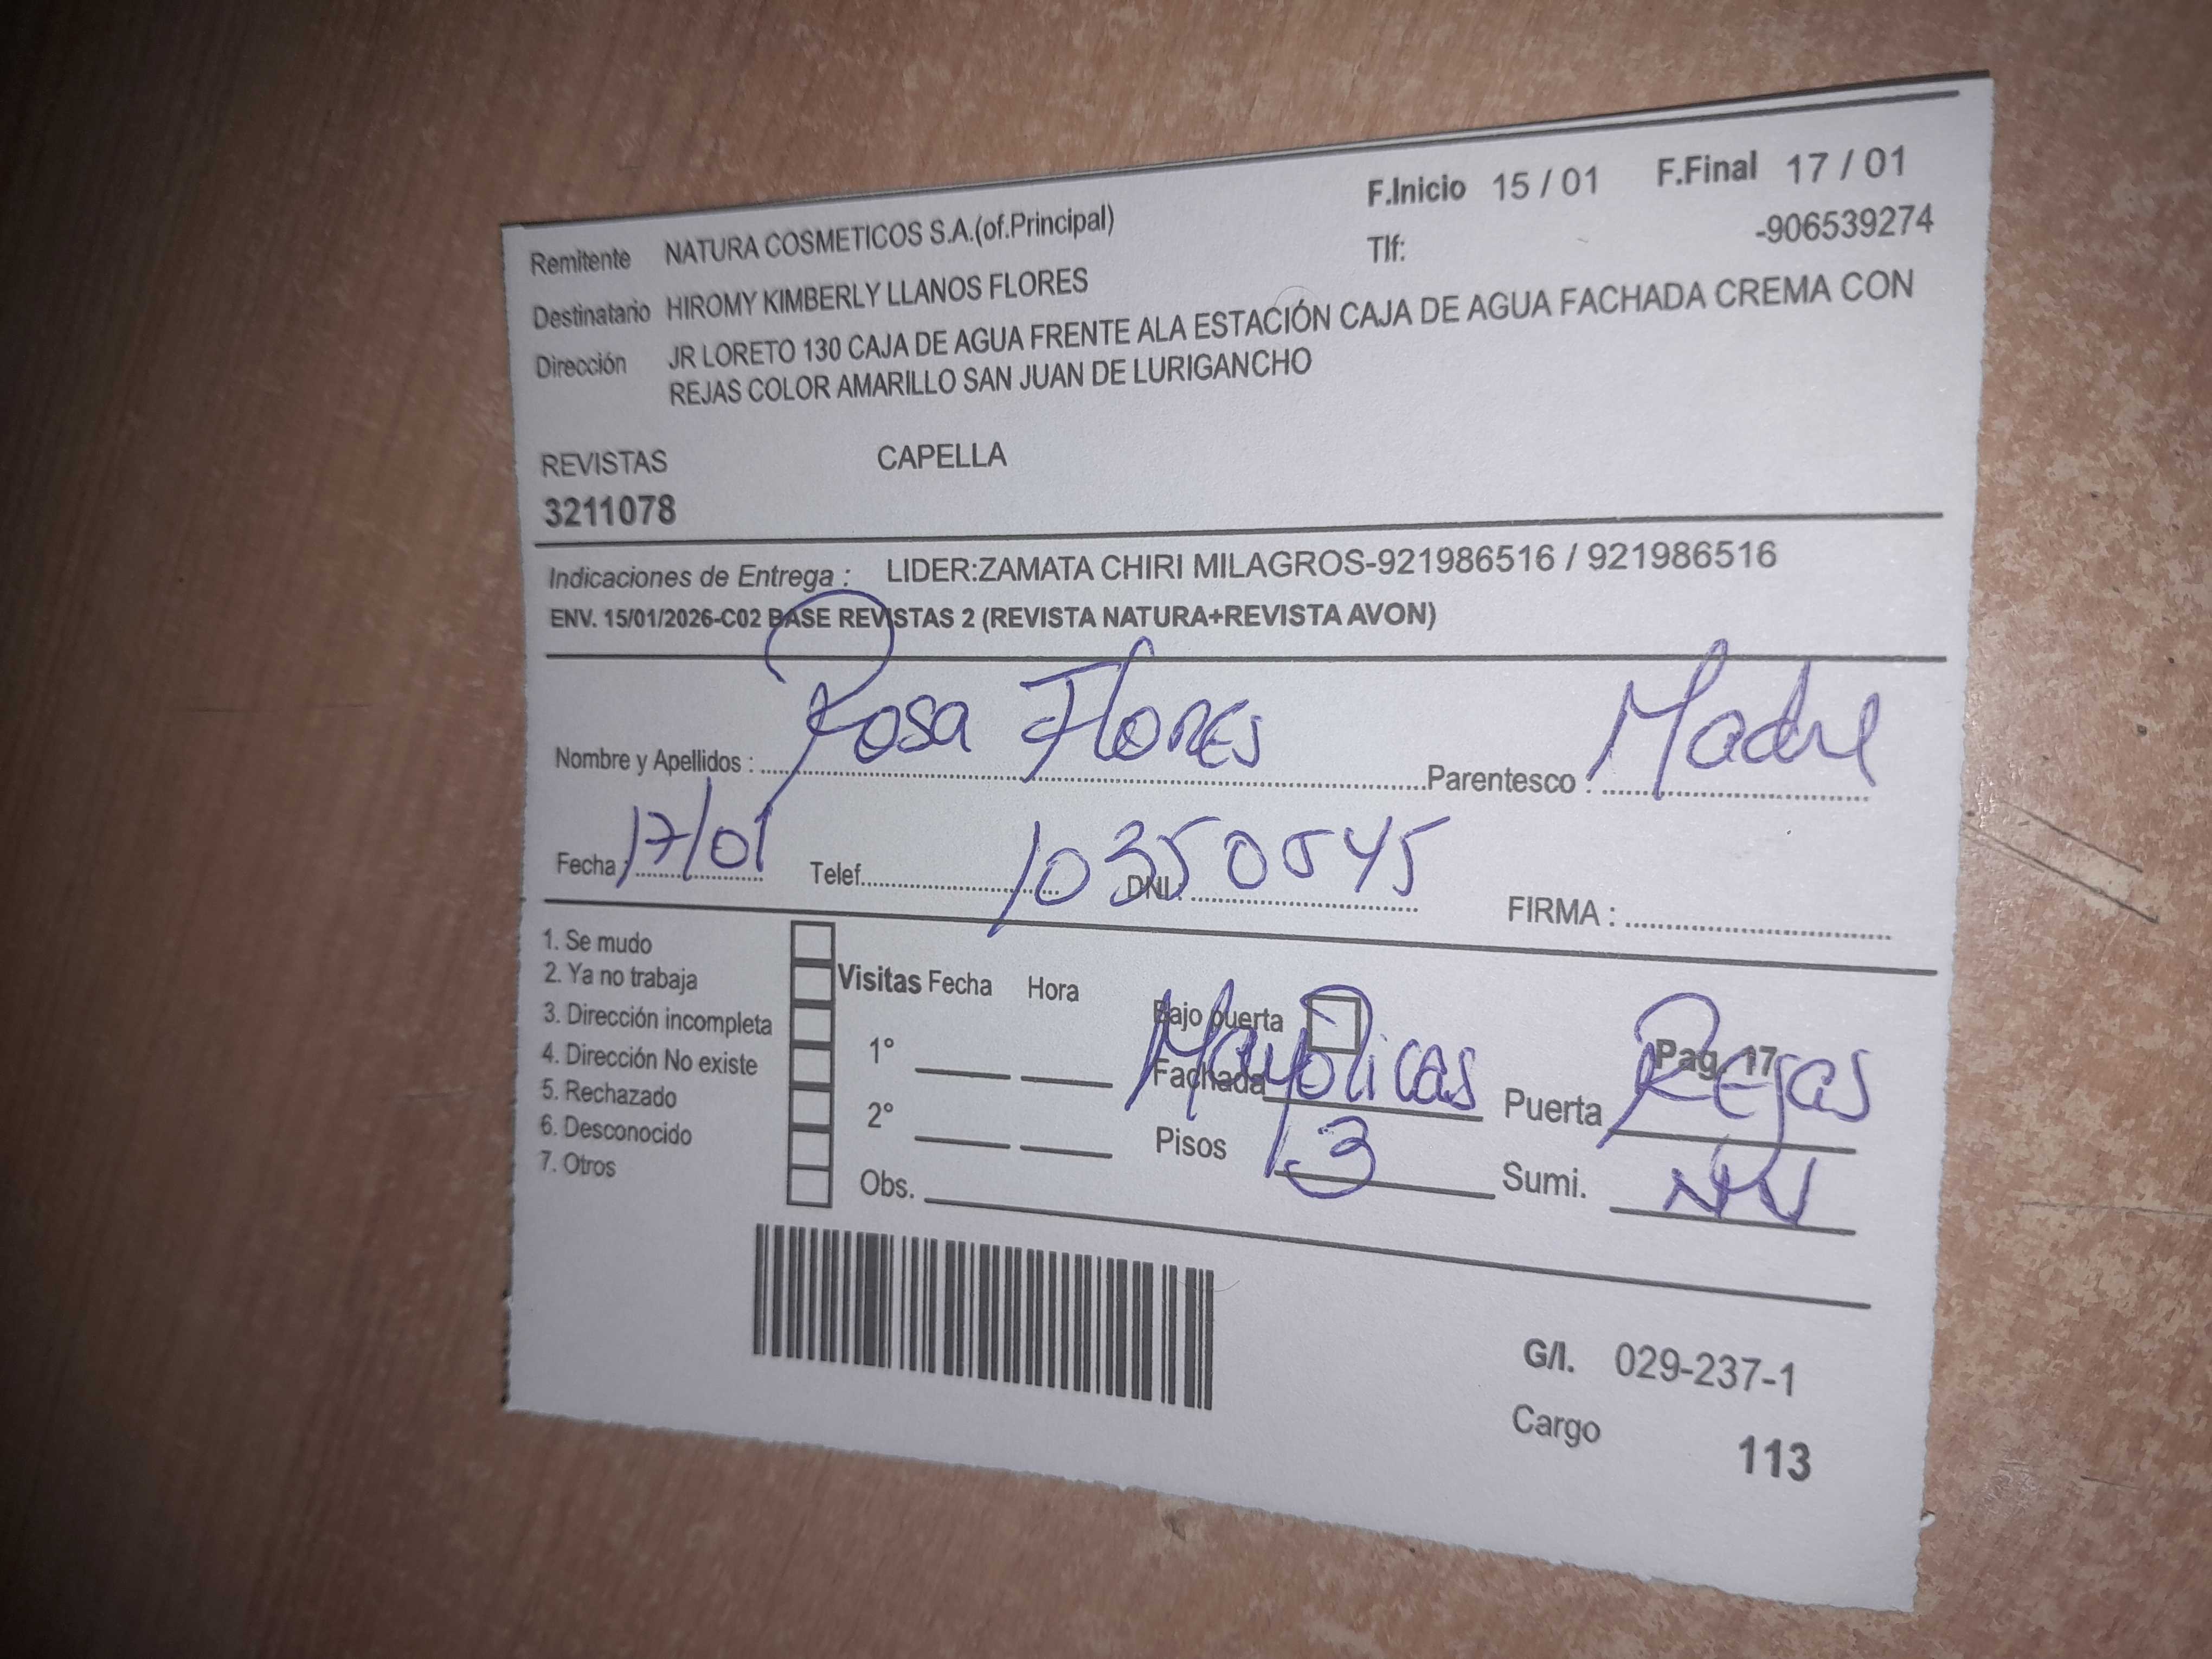 F.Inicio 15 / 01 F.Final 17 / 01
Remitente NATURA COSMETICOS S.A.(of.Principal) Tlf: -906539274
Destinatario HIROMY KIMBERLY LLANOS FLORES
Dirección JR LORETO 130 CAJA DE AGUA FRENTE ALA ESTACIÓN CAJA DE AGUA FACHADA CREMA CON
REJAS COLOR AMARILLO SAN JUAN DE LURIGANCHO
REVISTAS CAPELLA
3211078
Indicaciones de Entrega : LIDER:ZAMATA CHIRI MILAGROS-921986516 / 921986516
ENV. 15/01/2026-C02 BASE REVISTAS 2 (REVISTA NATURA+REVISTA AVON)
Nombre y Apellidos : Rosa Flores Parentesco : Madre
Fecha 17/01 Telef. DNI. 10350545 FIRMA :
1. Se mudo
2. Ya no trabaja Visitas Fecha Hora
3. Dirección incompleta Bajo puerta
4. Dirección No existe 1° Fachada Mayolicas Puerta Rejas Pag. 17
5. Rechazado
6. Desconocido 2° Pisos 3 Sumi.
7. Otros Obs.
G/I. 029-237-1
Cargo 113